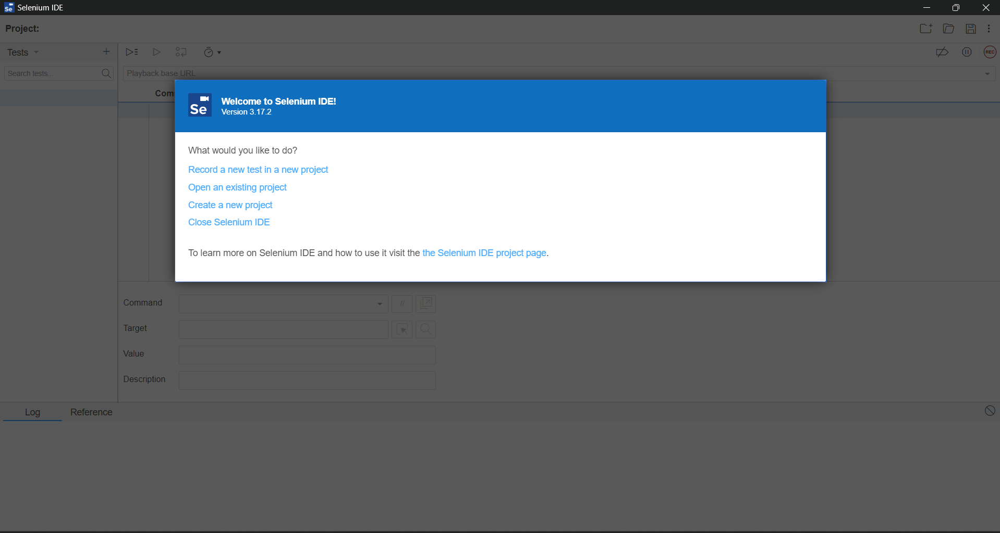 Se Selenium IDE
Project:
Tests
Search tests...
Playback base URL
REC
Com
Se
Welcome to Selenium IDE!
Version 3.17.2
What would you like to do?
Record a new test in a new project
Open an existing project
Create a new project
Close Selenium IDE
To learn more on Selenium IDE and how to use it visit the the Selenium IDE project page.
Command
//
Target
Value
Description
Log Reference